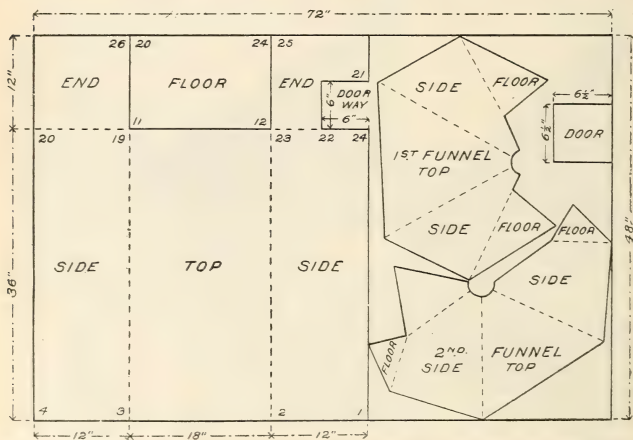 72"
26 20 24 25
21
END FLOOR END
DOOR
WAY
6"
6"
12"
11 12
20 19 23 22 24
SIDE TOP SIDE
36"
4 3 2 1
12" 18" 12"
SIDE
FLOOR
1ST FUNNEL
TOP
SIDE
FLOOR
6½"
6½"
DOOR
FLOOR
SIDE
2ND. FUNNEL
SIDE TOP
FLOOR
48"